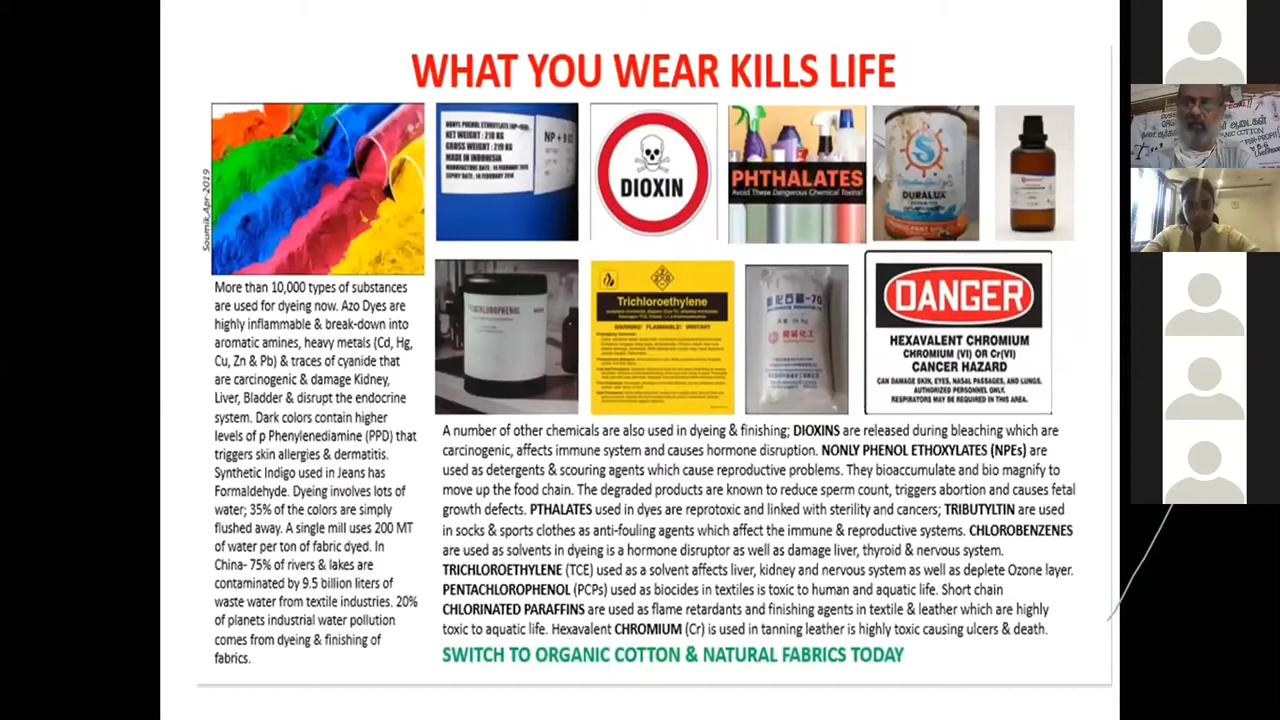 WHAT YOU WEAR KILLS LIFE
Soumik.Apr-2019
NONYL PHENOL ETHOXYLATE
NET WEIGHT : 210 KG
GROSS WEIGHT : 219 KG
MADE IN INDONESIA
NP +
DIOXIN
PHTHALATES
Avoid These Dangerous Chemical Toxins!
DURALUX
Trichloroethylene
WARNING! FLAMMABLE! IRRITANT
-70
DANGER
HEXAVALENT CHROMIUM
CHROMIUM (VI) OR Cr(VI)
CANCER HAZARD
CAN DAMAGE SKIN, EYES, NASAL PASSAGES, AND LUNGS.
AUTHORIZED PERSONNEL ONLY.
RESPIRATORS MAY BE REQUIRED IN THIS AREA.
More than 10,000 types of substances
are used for dyeing now. Azo Dyes are
highly inflammable & break-down into
aromatic amines, heavy metals (Cd, Hg,
Cu, Zn & Pb) & traces of cyanide that
are carcinogenic & damage Kidney,
Liver, Bladder & disrupt the endocrine
system. Dark colors contain higher
levels of p Phenylenediamine (PPD) that
triggers skin allergies & dermatitis.
Synthetic Indigo used in Jeans has
Formaldehyde. Dyeing involves lots of
water; 35% of the colors are simply
flushed away. A single mill uses 200 MT
of water per ton of fabric dyed. In
China- 75% of rivers & lakes are
contaminated by 9.5 billion liters of
waste water from textile industries. 20%
of planets industrial water pollution
comes from dyeing & finishing of
fabrics.
A number of other chemicals are also used in dyeing & finishing; DIOXINS are released during bleaching which are
carcinogenic, affects immune system and causes hormone disruption. NONLY PHENOL ETHOXYLATES (NPEs) are
used as detergents & scouring agents which cause reproductive problems. They bioaccumulate and bio magnify to
move up the food chain. The degraded products are known to reduce sperm count, triggers abortion and causes fetal
growth defects. PTHALATES used in dyes are reprotoxic and linked with sterility and cancers; TRIBUTYLTIN are used
in socks & sports clothes as anti-fouling agents which affect the immune & reproductive systems. CHLOROBENZENES
are used as solvents in dyeing is a hormone disruptor as well as damage liver, thyroid & nervous system.
TRICHLOROETHYLENE (TCE) used as a solvent affects liver, kidney and nervous system as well as deplete Ozone layer.
PENTACHLOROPHENOL (PCPs) used as biocides in textiles is toxic to human and aquatic life. Short chain
CHLORINATED PARAFFINS are used as flame retardants and finishing agents in textile & leather which are highly
toxic to aquatic life. Hexavalent CHROMIUM (Cr) is used in tanning leather is highly toxic causing ulcers & death.
SWITCH TO ORGANIC COTTON & NATURAL FABRICS TODAY